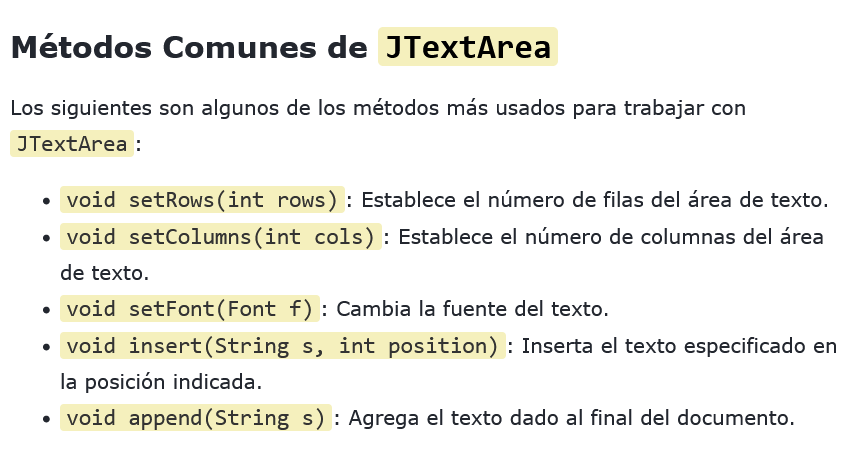 Métodos Comunes de JTextArea
Los siguientes son algunos de los métodos más usados para trabajar con
JTextArea:
• void setRows(int rows): Establece el número de filas del área de texto.
• void setColumns(int cols): Establece el número de columnas del área
de texto.
• void setFont(Font f): Cambia la fuente del texto.
• void insert(String s, int position): Inserta el texto especificado en
la posición indicada.
• void append(String s): Agrega el texto dado al final del documento.